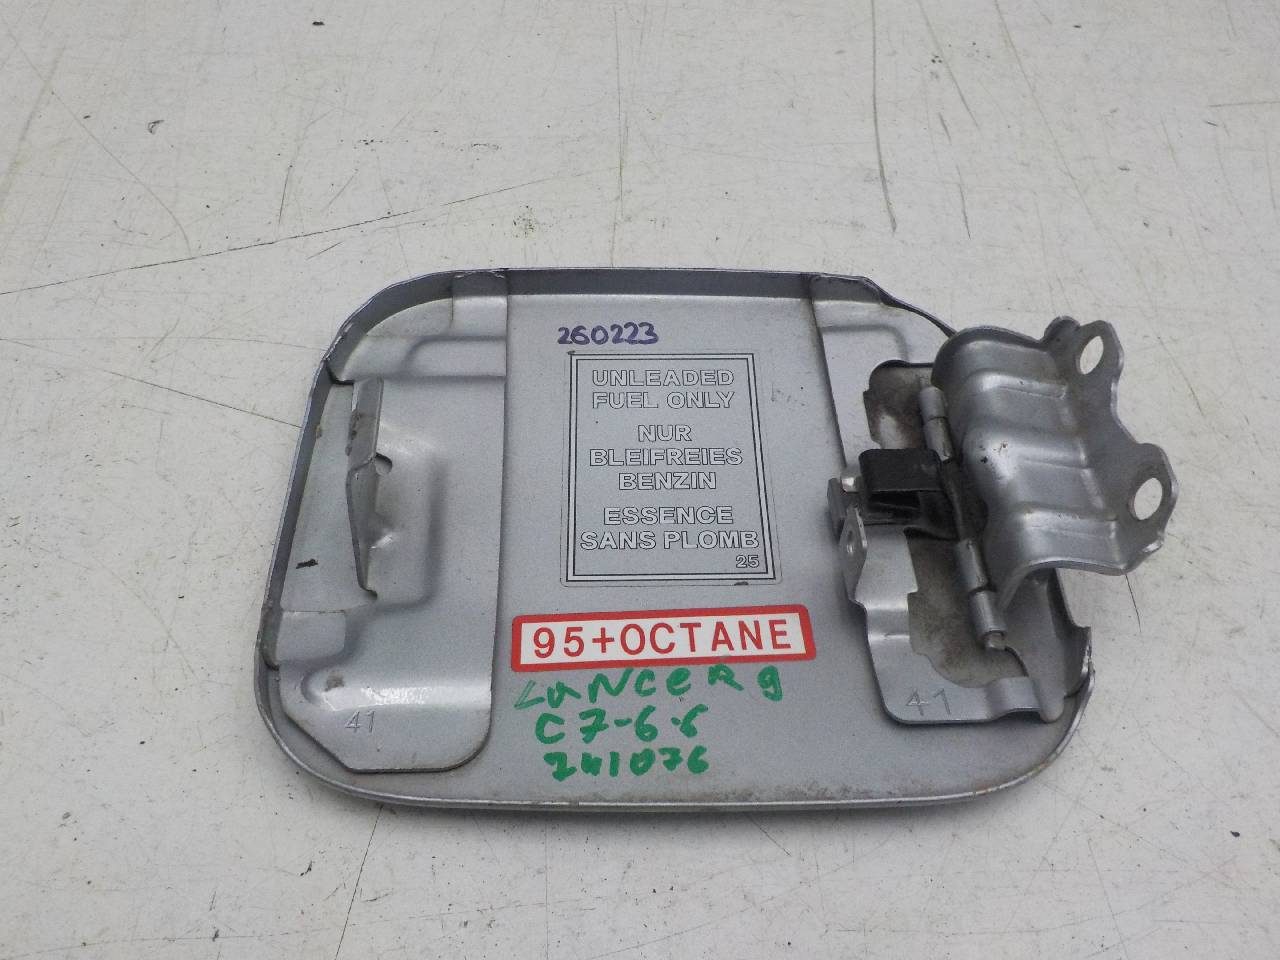 260223
UNLEADED
FUEL ONLY
NUR
BLEIFREIES
BENZIN
ESSENCE
SANS PLOMB
25
95+OCTANE
LANCER 9
C7-6-6
241076
41
41